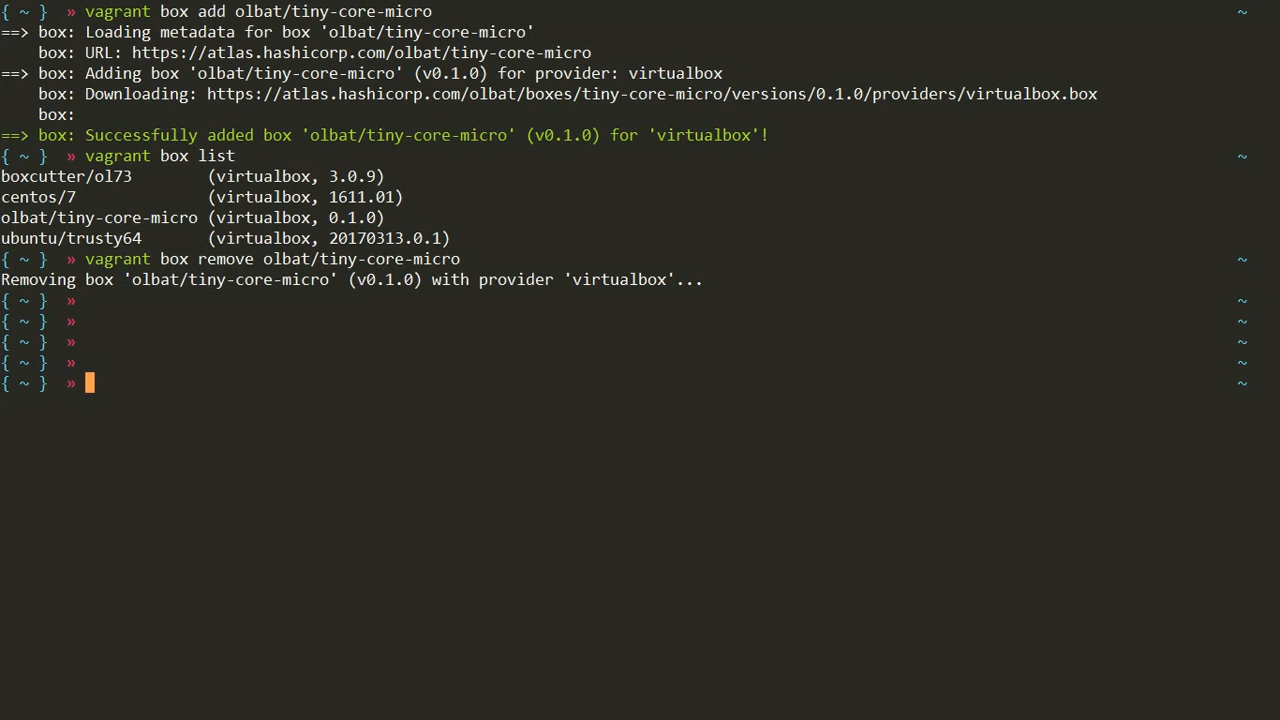 { ~ }  » vagrant box add olbat/tiny-core-micro ~
==> box: Loading metadata for box 'olbat/tiny-core-micro'
    box: URL: https://atlas.hashicorp.com/olbat/tiny-core-micro
==> box: Adding box 'olbat/tiny-core-micro' (v0.1.0) for provider: virtualbox
    box: Downloading: https://atlas.hashicorp.com/olbat/boxes/tiny-core-micro/versions/0.1.0/providers/virtualbox.box
    box:
==> box: Successfully added box 'olbat/tiny-core-micro' (v0.1.0) for 'virtualbox'!
{ ~ }  » vagrant box list ~
boxcutter/ol73        (virtualbox, 3.0.9)
centos/7              (virtualbox, 1611.01)
olbat/tiny-core-micro (virtualbox, 0.1.0)
ubuntu/trusty64       (virtualbox, 20170313.0.1)
{ ~ }  » vagrant box remove olbat/tiny-core-micro ~
Removing box 'olbat/tiny-core-micro' (v0.1.0) with provider 'virtualbox'...
{ ~ }  » ~
{ ~ }  » ~
{ ~ }  » ~
{ ~ }  » ~
{ ~ }  » ~